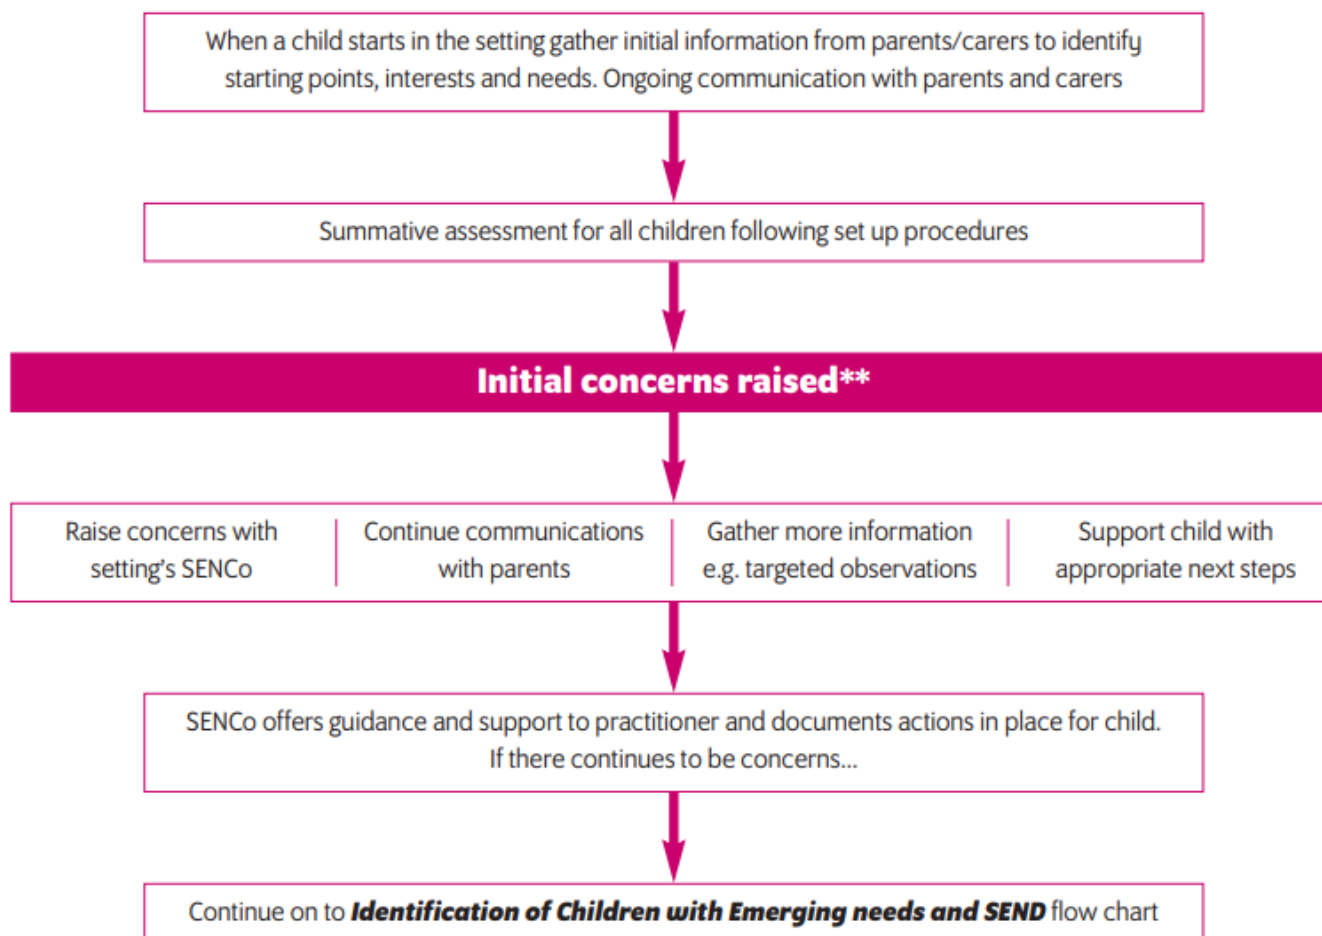 When a child starts in the setting gather initial information from parents/carers to identify
starting points, interests and needs. Ongoing communication with parents and carers
Summative assessment for all children following set up procedures
Initial concerns raised**
Raise concerns with
setting's SENCo
Continue communications
with parents
Gather more information
e.g. targeted observations
Support child with
appropriate next steps
SENCo offers guidance and support to practitioner and documents actions in place for child.
If there continues to be concerns...
Continue on to Identification of Children with Emerging needs and SEND flow chart